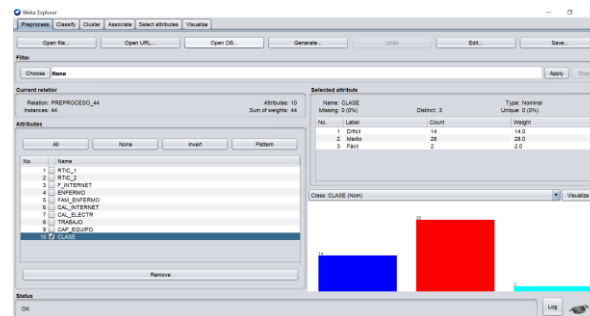 Weka Explorer
Preprocess Classify Cluster Associate Select attributes Visualize
Open file... Open URL... Open DB... Generate... Undo Edit... Save...
Filter
Choose None Apply Stop
Current relation
Relation: PREPROCESO_44 Attributes: 10
Instances: 44 Sum of weights: 44
Selected attribute
Name: CLASE Type: Nominal
Missing: 0 (0%) Distinct: 3 Unique: 0 (0%)
No. Label Count Weight
1 Difícil 14 14.0
2 Medio 28 28.0
3 Fácil 2 2.0
Attributes
All None Invert Pattern
No. Name
1 RTIC_1
2 RTIC_2
3 F_INTERNET
4 ENFERMO
5 FAM_ENFERMO
6 CAL_INTERNET
7 CAL_ELECTR
8 TRABAJO
9 CAP_EQUIPO
10 CLASE
Remove
Class: CLASE (Nom) Visualize
14
28
2
Status
OK
Log